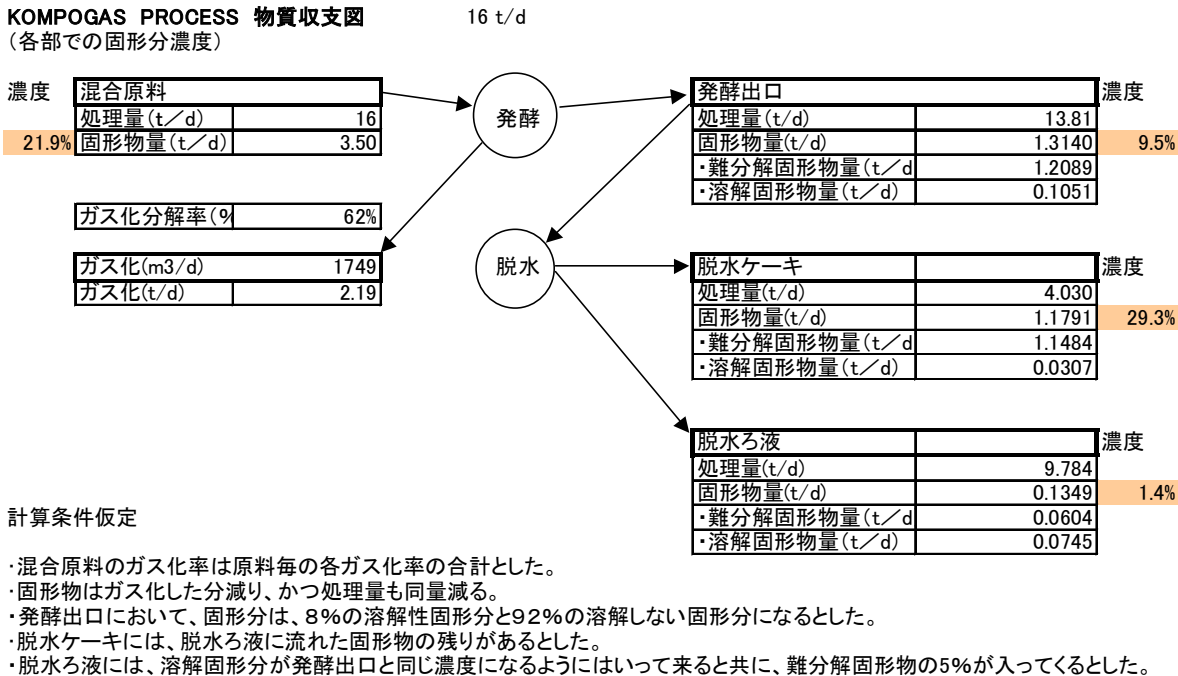 KOMPOGAS PROCESS 物質収支図 16 t/d
（各部での固形分濃度）
濃度 混合原料
処理量（t／d） 16
21.9% 固形物量（t／d） 3.50
ガス化分解率（% 62%
ガス化(m3/d) 1749
ガス化(t/d) 2.19
発酵
脱水
発酵出口 濃度
処理量(t/d) 13.81
固形物量(t/d) 1.3140 9.5%
・難分解固形物量（t／d 1.2089
・溶解固形物量（t／d） 0.1051
脱水ケーキ 濃度
処理量(t/d) 4.030
固形物量(t/d) 1.1791 29.3%
・難分解固形物量（t／d 1.1484
・溶解固形物量（t／d） 0.0307
脱水ろ液 濃度
処理量(t/d) 9.784
固形物量(t/d) 0.1349 1.4%
・難分解固形物量（t／d 0.0604
・溶解固形物量（t／d） 0.0745
計算条件仮定
・混合原料のガス化率は原料毎の各ガス化率の合計とした。
・固形物はガス化した分減り、かつ処理量も同量減る。
・発酵出口において、固形分は、８％の溶解性固形分と９２％の溶解しない固形分になるとした。
・脱水ケーキには、脱水ろ液に流れた固形物の残りがあるとした。
・脱水ろ液には、溶解固形分が発酵出口と同じ濃度になるようにはいって来ると共に、難分解固形物の5％が入ってくるとした。